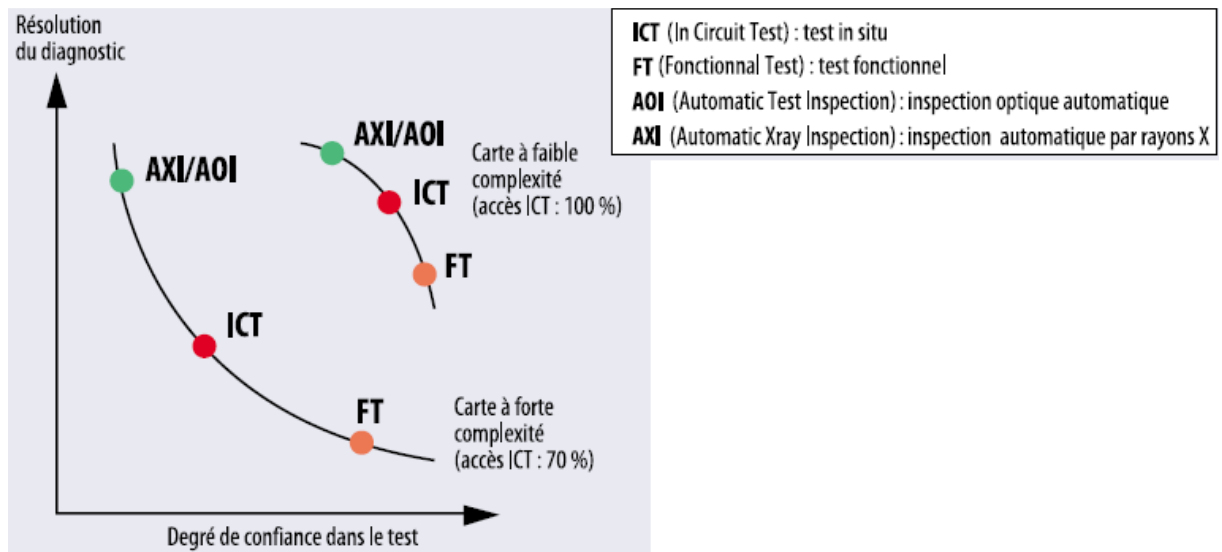 Résolution
du diagnostic
AXI/AOI
ICT
FT
AXI/AOI
ICT
FT
Carte à faible
complexité
(accès ICT : 100 %)
Carte à forte
complexité
(accès ICT : 70 %)
Degré de confiance dans le test
ICT (In Circuit Test) : test in situ
FT (Fonctionnal Test) : test fonctionnel
AOI (Automatic Test Inspection) : inspection optique automatique
AXI (Automatic Xray Inspection) : inspection automatique par rayons X